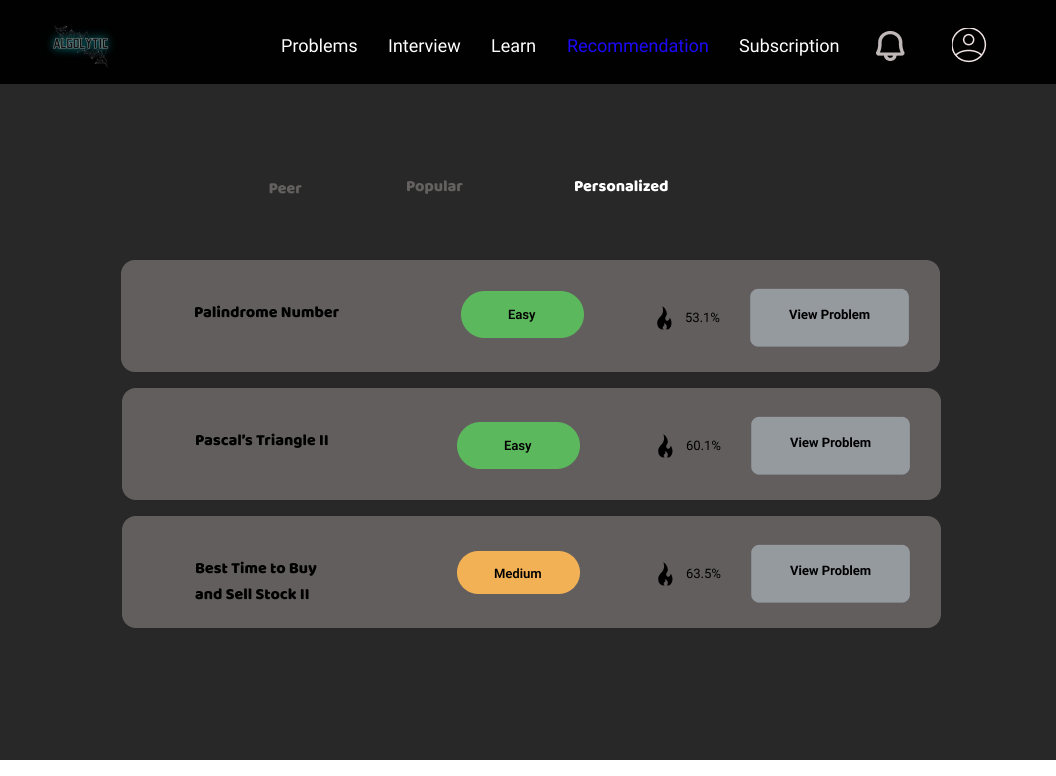 ALGOLYTIC
Problems Interview Learn Recommendation Subscription
Peer Popular Personalized
Palindrome Number Easy 53.1% View Problem
Pascal's Triangle II Easy 60.1% View Problem
Best Time to Buy
and Sell Stock II Medium 63.5% View Problem